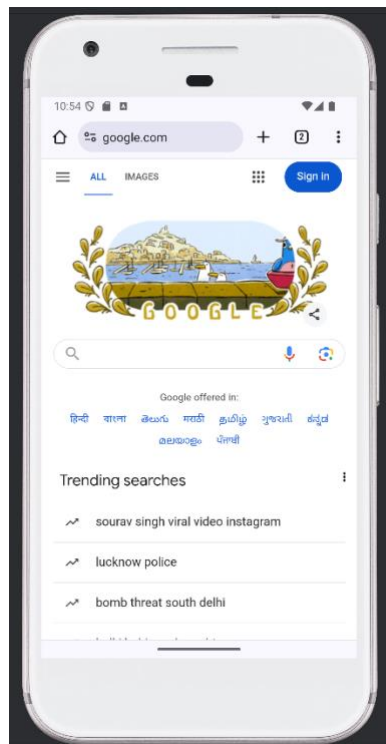 10:54
google.com
2
ALL IMAGES
Sign in
GOOGLE
Google offered in:
हिन्दी বাংলা తెలుగు मराठी தமிழ் ગુજરાતી ಕನ್ನಡ
മലയാളം ਪੰਜਾਬੀ
Trending searches
sourav singh viral video instagram
lucknow police
bomb threat south delhi